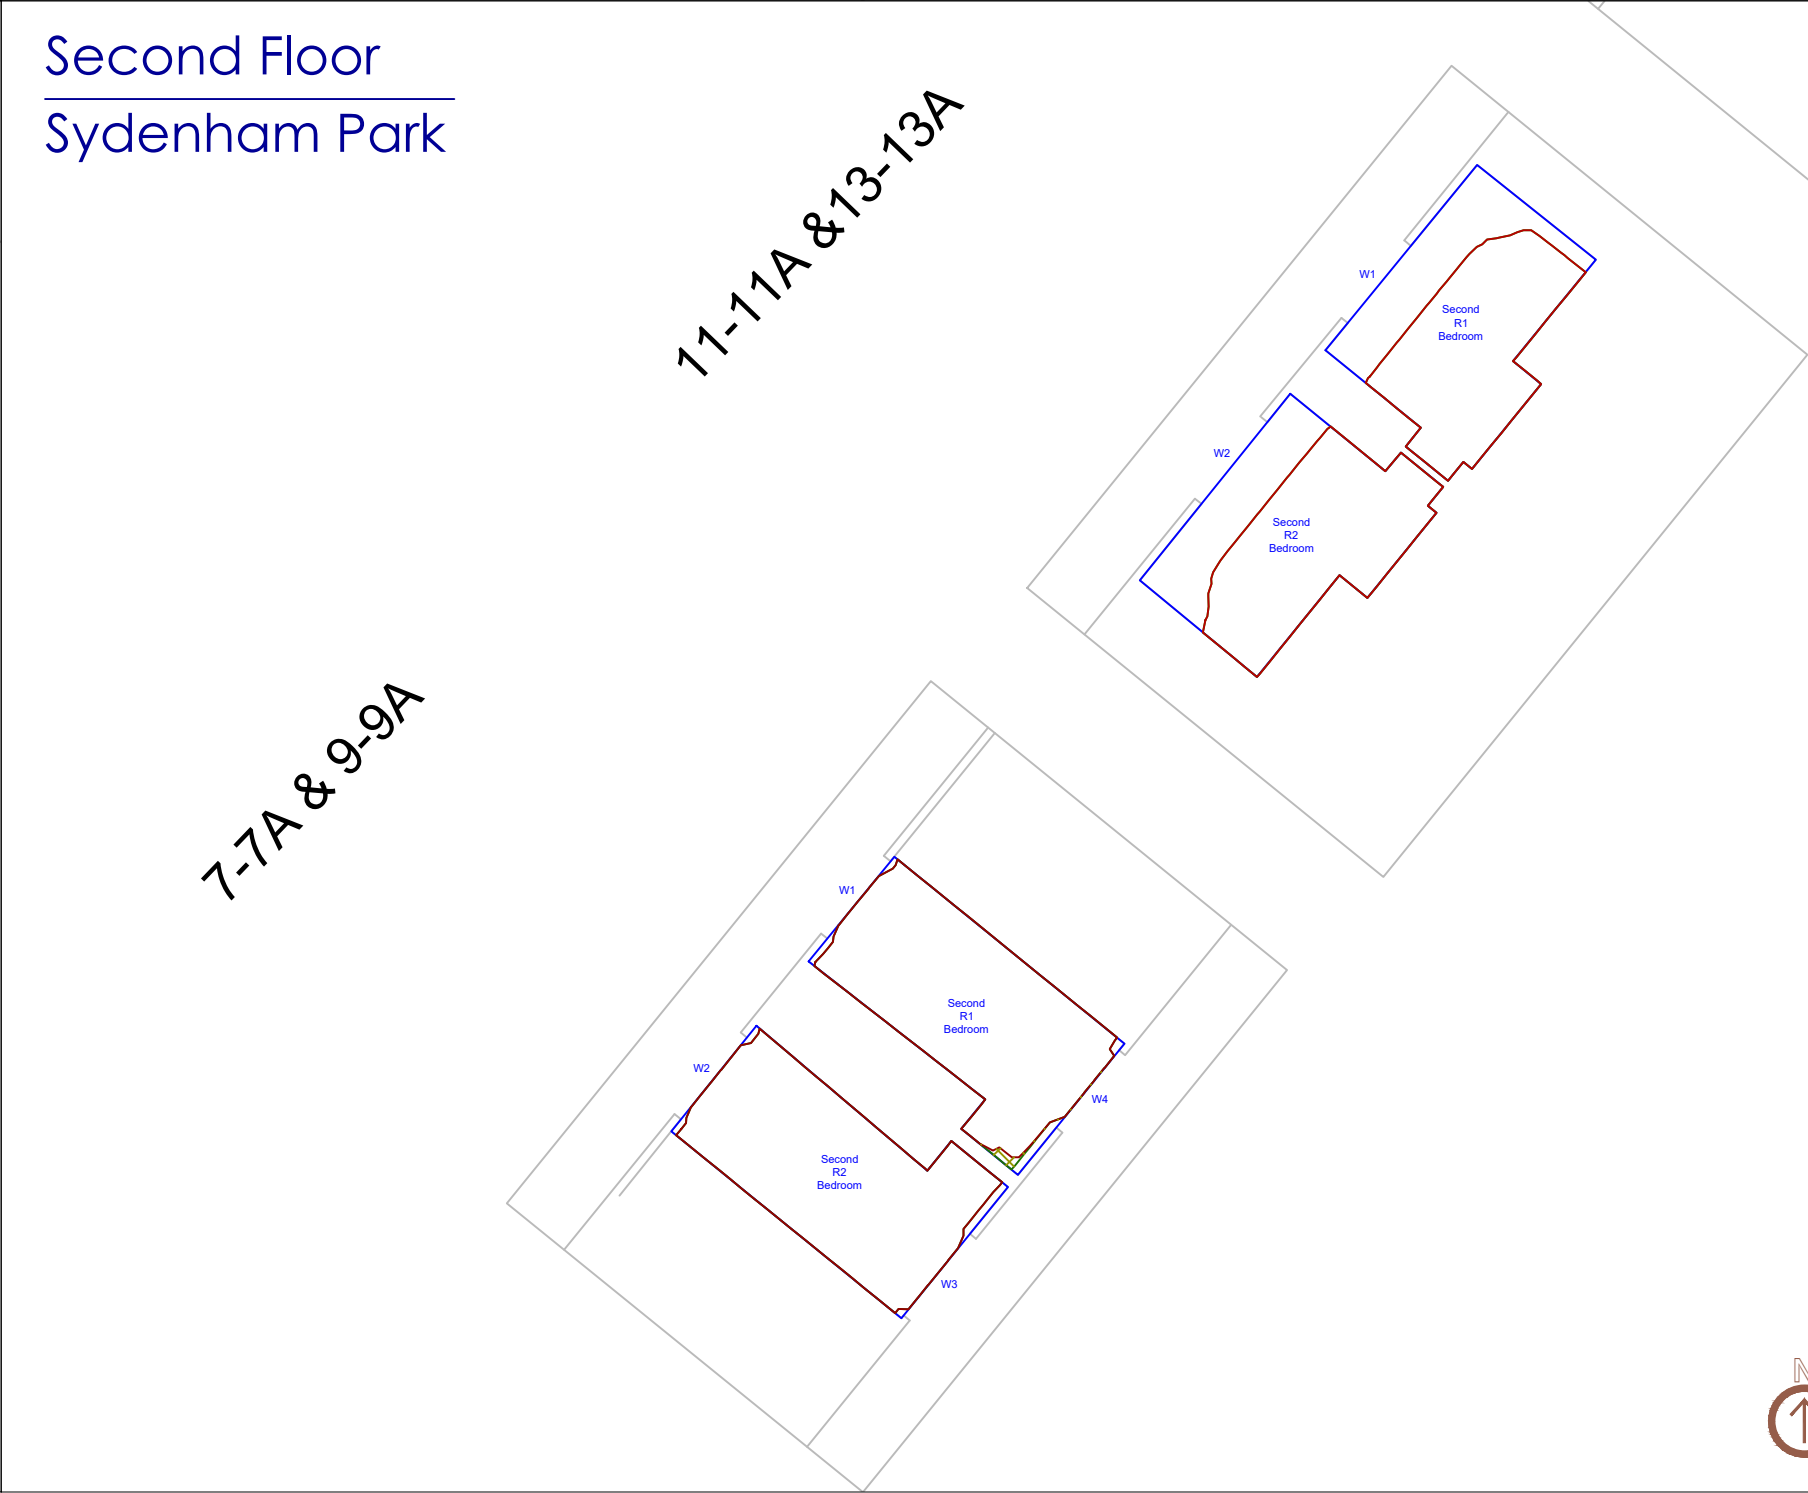 Second Floor
Sydenham Park
11-11A &13-13A
W1
Second
R1
Bedroom
W2
Second
R2
Bedroom
7-7A & 9-9A
W1
Second
R1
Bedroom
W2
W4
Second
R2
Bedroom
W3
N